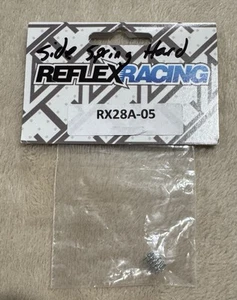 Side Spring Hard
REFLEX RACING
RX28A-05